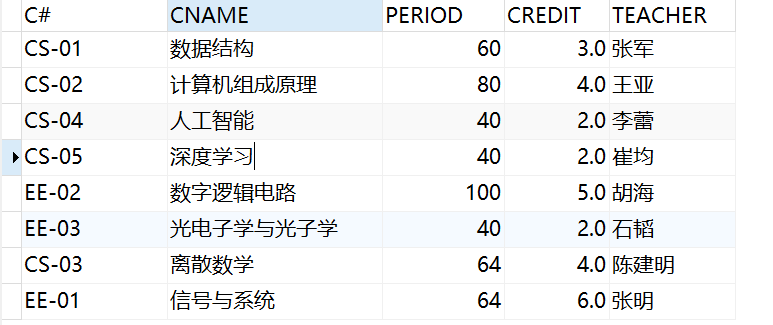 C# CNAME PERIOD CREDIT TEACHER
CS-01 数据结构 60 3.0 张军
CS-02 计算机组成原理 80 4.0 王亚
CS-04 人工智能 40 2.0 李蕾
CS-05 深度学习 40 2.0 崔均
EE-02 数字逻辑电路 100 5.0 胡海
EE-03 光电子学与光子学 40 2.0 石韬
CS-03 离散数学 64 4.0 陈建明
EE-01 信号与系统 64 6.0 张明